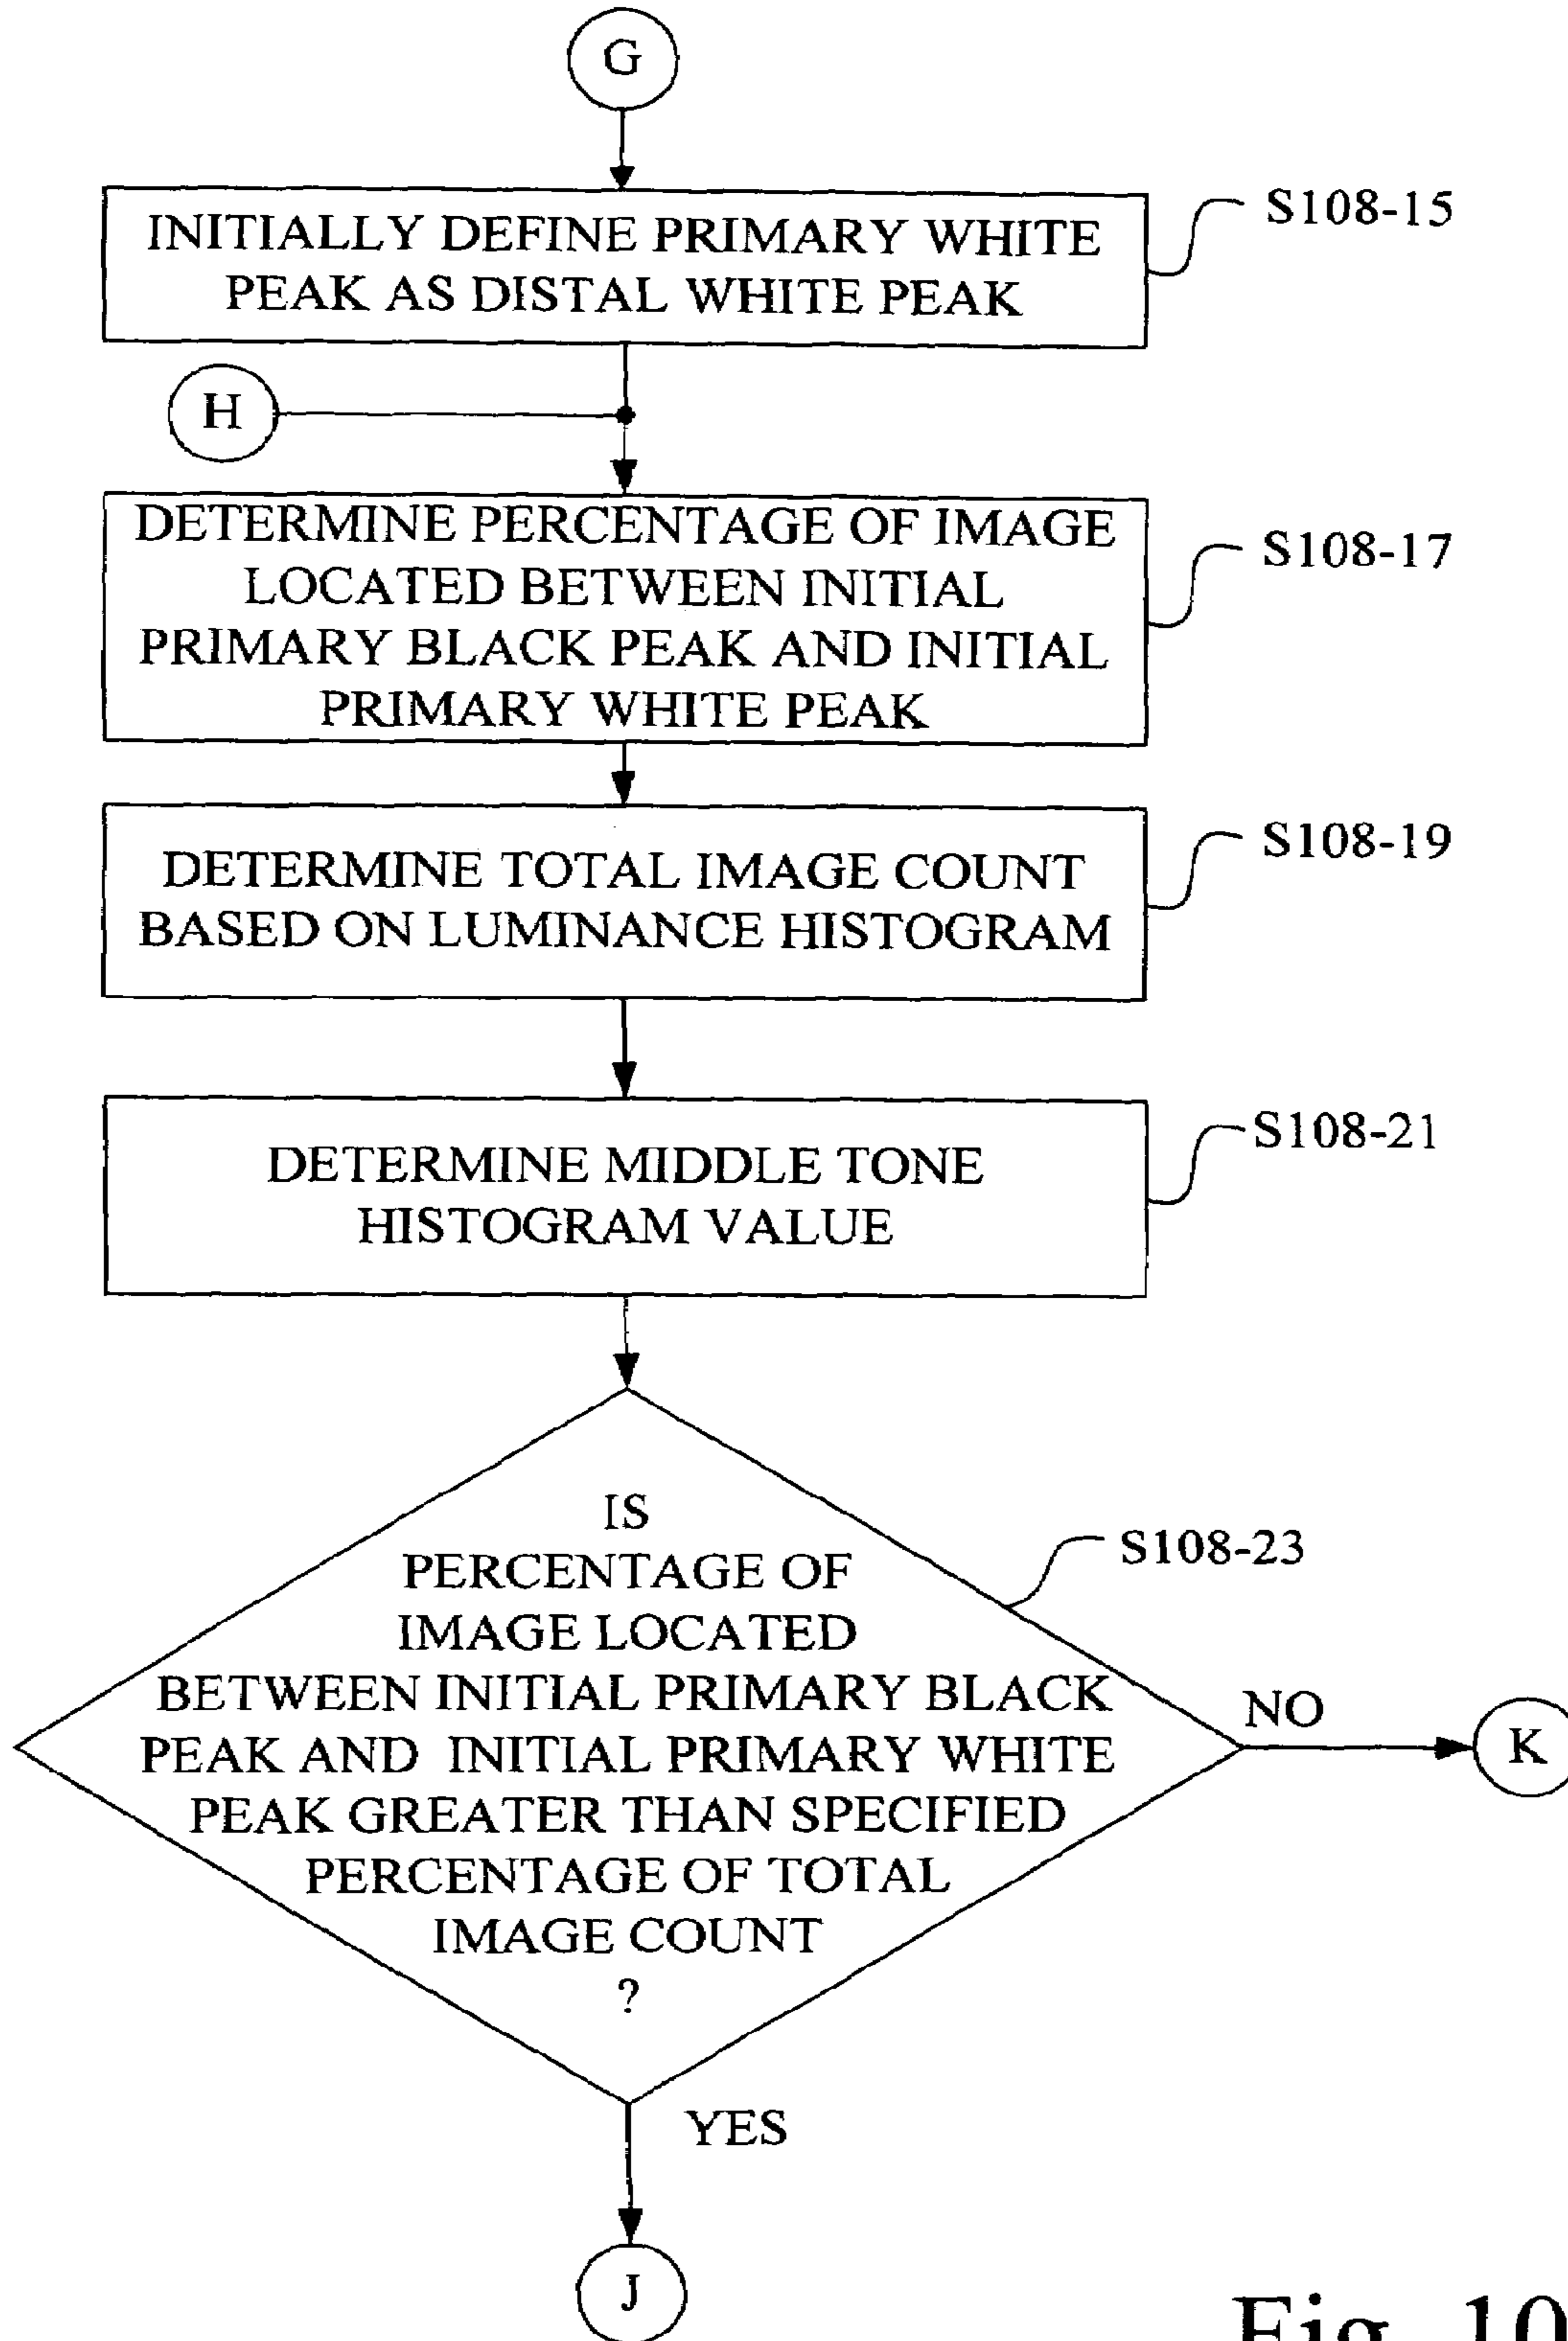 G
INITIALLY DEFINE PRIMARY WHITE
PEAK AS DISTAL WHITE PEAK
S108-15
H
DETERMINE PERCENTAGE OF IMAGE
LOCATED BETWEEN INITIAL
PRIMARY BLACK PEAK AND INITIAL
PRIMARY WHITE PEAK
S108-17
DETERMINE TOTAL IMAGE COUNT
BASED ON LUMINANCE HISTOGRAM
S108-19
DETERMINE MIDDLE TONE
HISTOGRAM VALUE
S108-21
IS
PERCENTAGE OF
IMAGE LOCATED
BETWEEN INITIAL PRIMARY BLACK
PEAK AND INITIAL PRIMARY WHITE
PEAK GREATER THAN SPECIFIED
PERCENTAGE OF TOTAL
IMAGE COUNT
?
S108-23
NO
K
YES
J
Fig. 10